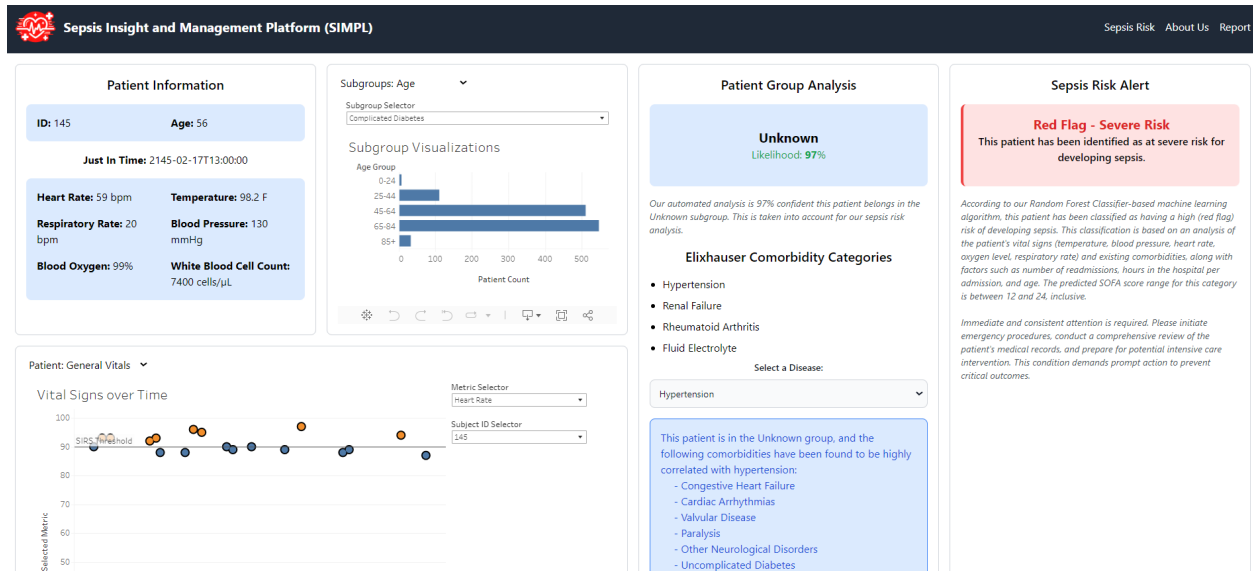 Sepsis Insight and Management Platform (SIMPL)
Sepsis Risk About Us Report
Patient Information
ID: 145 Age: 56
Just In Time: 2145-02-17T13:00:00
Heart Rate: 59 bpm Temperature: 98.2 F
Respiratory Rate: 20 bpm Blood Pressure: 130 mmHg
Blood Oxygen: 99% White Blood Cell Count: 7400 cells/µL
Subgroups: Age
Subgroup Selector
Complicated Diabetes
Subgroup Visualizations
Age Group
0-24
25-44
45-64
65-84
85+
0 100 200 300 400 500
Patient Count
Patient: General Vitals
Vital Signs over Time
Metric Selector
Heart Rate
Subject ID Selector
145
100
SIRS Threshold
90
80
70
60
50
Selected Metric
Patient Group Analysis
Unknown
Likelihood: 97%
Our automated analysis is 97% confident this patient belongs in the
Unknown subgroup. This is taken into account for our sepsis risk
analysis.
Elixhauser Comorbidity Categories
Hypertension
Renal Failure
Rheumatoid Arthritis
Fluid Electrolyte
Select a Disease:
Hypertension
This patient is in the Unknown group, and the
following comorbidities have been found to be highly
correlated with hypertension:
- Congestive Heart Failure
- Cardiac Arrhythmias
- Valvular Disease
- Paralysis
- Other Neurological Disorders
- Uncomplicated Diabetes
Sepsis Risk Alert
Red Flag - Severe Risk
This patient has been identified as at severe risk for
developing sepsis.
According to our Random Forest Classifier-based machine learning
algorithm, this patient has been classified as having a high (red flag)
risk of developing sepsis. This classification is based on an analysis of
the patient's vital signs (temperature, blood pressure, heart rate,
oxygen level, respiratory rate) and existing comorbidities, along with
factors such as number of readmissions, hours in the hospital per
admission, and age. The predicted SOFA score range for this category
is between 12 and 24, inclusive.
Immediate and consistent attention is required. Please initiate
emergency procedures, conduct a comprehensive review of the
patient's medical records, and prepare for potential intensive care
intervention. This condition demands prompt action to prevent
critical outcomes.